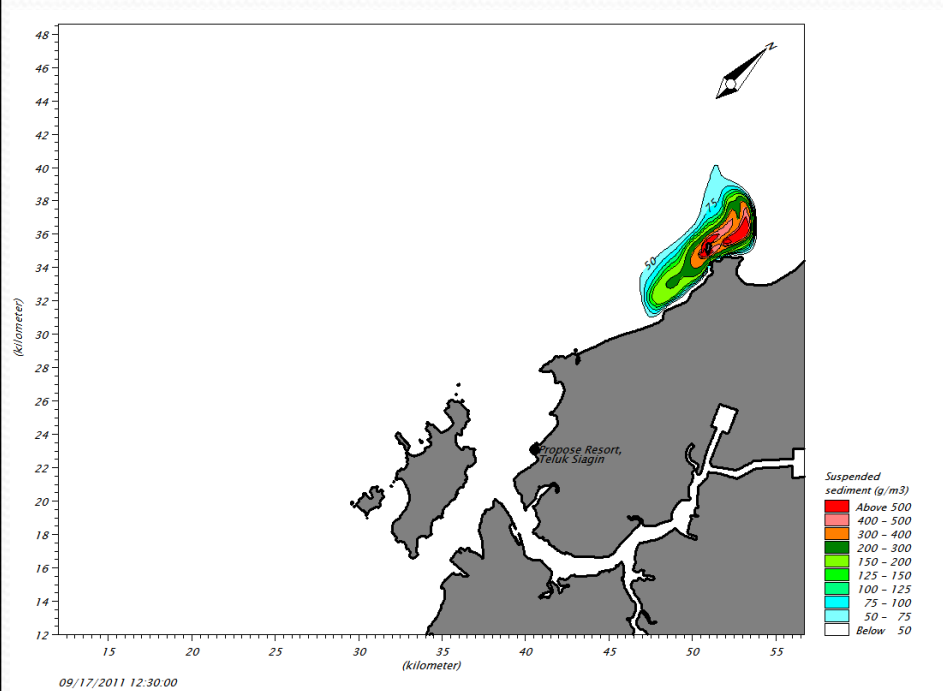 48
46
44
42
40
38
36
34
32
30
28
26
24
22
20
18
16
14
12
(kilometer)
N
75
50
Propose Resort,
Teluk Siagin
15
20
25
30
35
40
45
50
55
(kilometer)
Suspended
sediment (g/m3)
Above 500
400 - 500
300 - 400
200 - 300
150 - 200
125 - 150
100 - 125
75 - 100
50 - 75
Below 50
09/17/2011 12:30:00